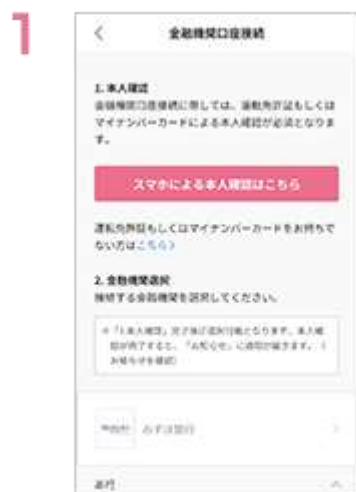 1
金融機関口座接続
1. 本人確認
金融機関口座接続に際しては、運転免許証もしくは
マイナンバーカードによる本人確認が必須となりま
す。
スマホによる本人確認はこちら
運転免許証もしくはマイナンバーカードをお持ちで
ない方はこちら>
2. 金融機関選択
接続する金融機関を選択してください。
※「1.本人確認」完了後に選択可能となります。本人確
認が完了すると、「お知らせ」に通知が届きます。(
お知らせを確認)
みずほ銀行
あ行